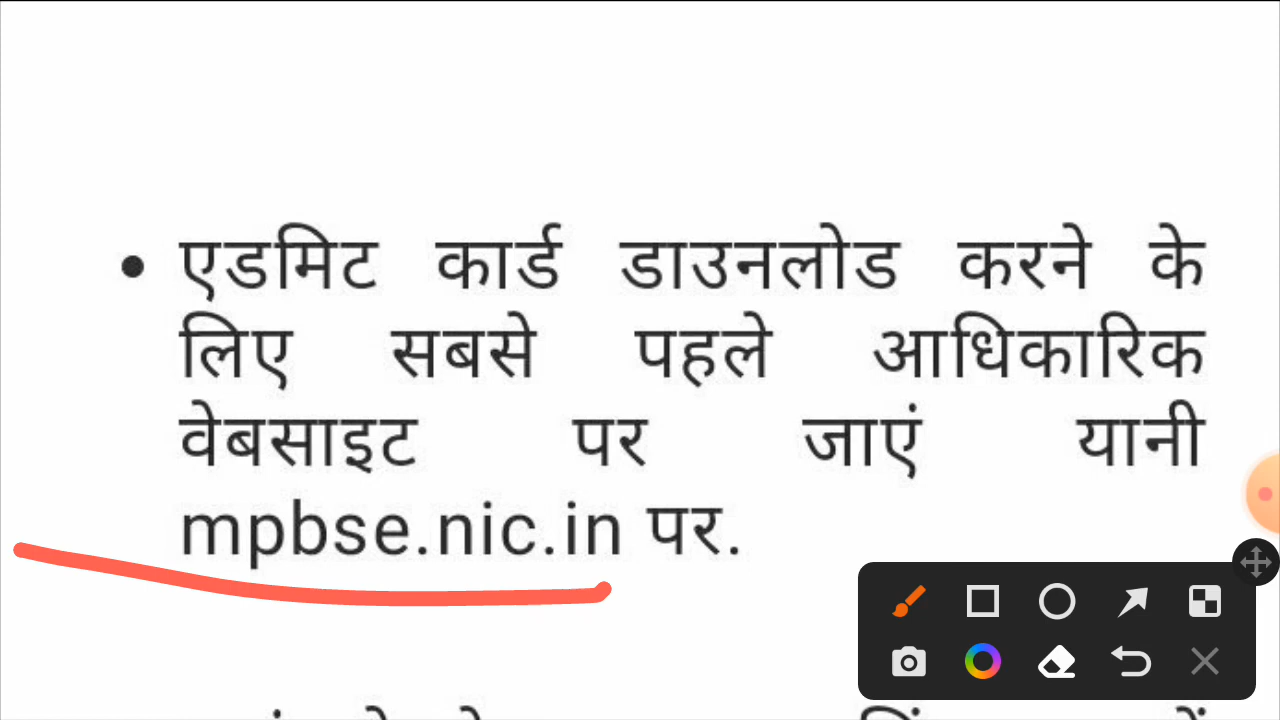 • एडमिट कार्ड डाउनलोड करने के
लिए सबसे पहले आधिकारिक
वेबसाइट पर जाएं यानी
mpbse.nic.in पर.